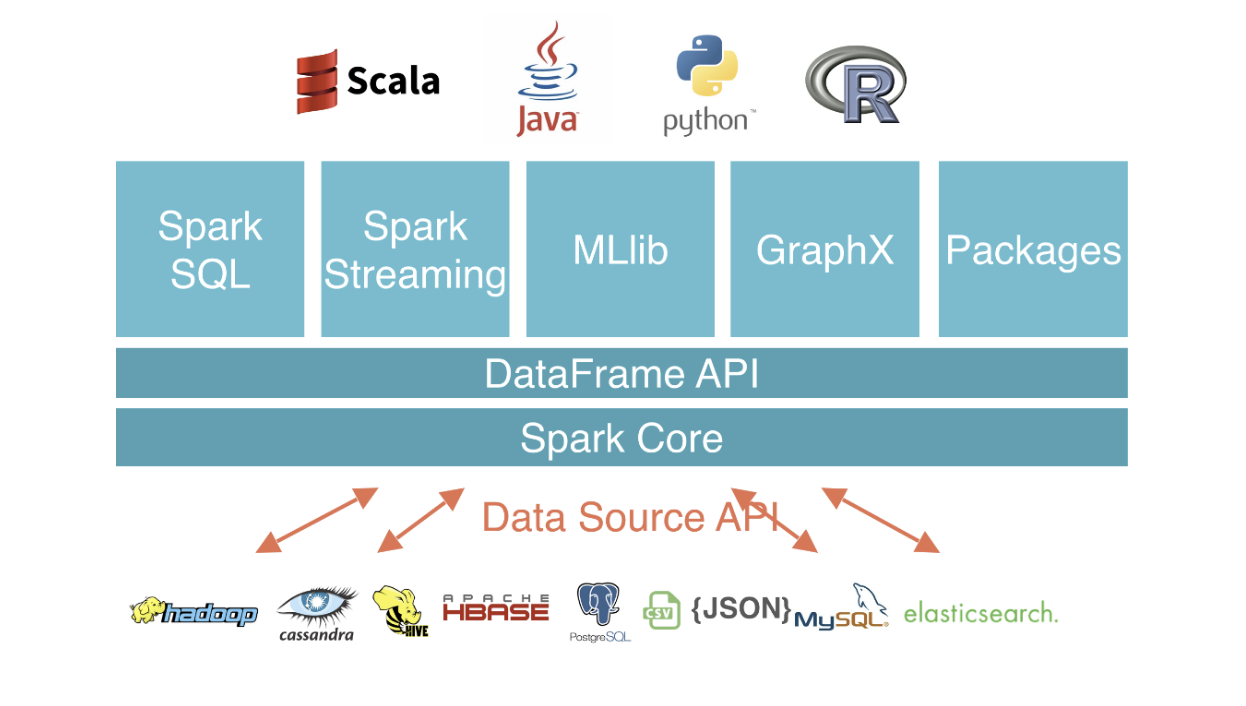 Scala
Java
python™
R
Spark
SQL
Spark
Streaming
MLlib
GraphX
Packages
DataFrame API
Spark Core
Data Source API
hadoop
cassandra
HIVE
APACHE
HBASE
PostgreSQL
CSV
{JSON}
MySQL®
elasticsearch.